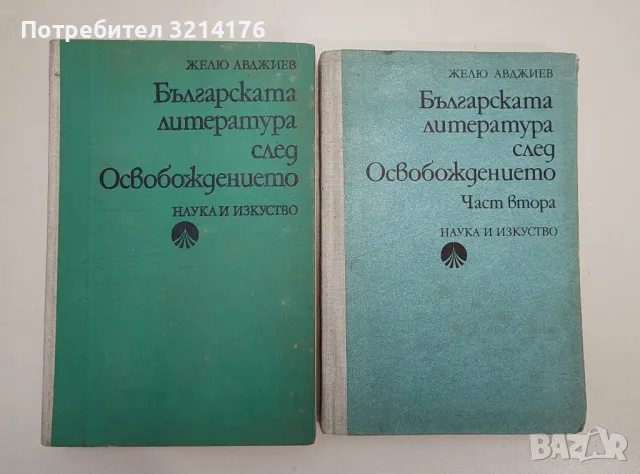 Потребител 3214176
ЖЕЛЮ АВДЖИЕВ
Българската
литература
след
Освобождението
НАУКА И ИЗКУСТВО
ЖЕЛЮ АВДЖИЕВ
Българската
литература
след
Освобождението
Част втора
НАУКА И ИЗКУСТВО
BAZAR